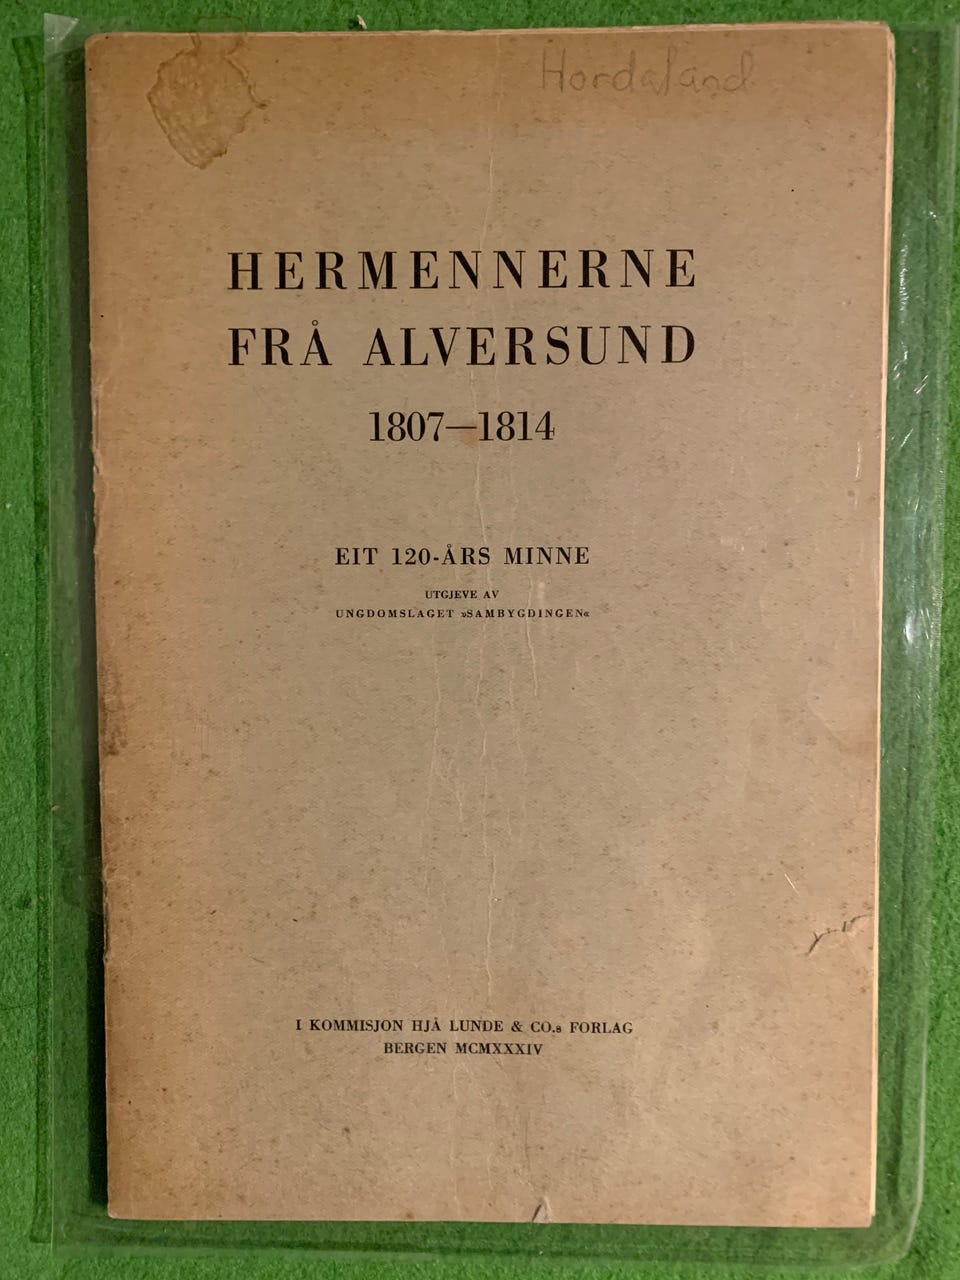 Hordaland
HERMENNERNE
FRÅ ALVERSUND
1807—1814
EIT 120-ÅRS MINNE
UTGJEVE AV
UNGDOMSLAGET »SAMBYGDINGEN«
I KOMMISJON HJÅ LUNDE & CO.s FORLAG
BERGEN MCMXXXIV